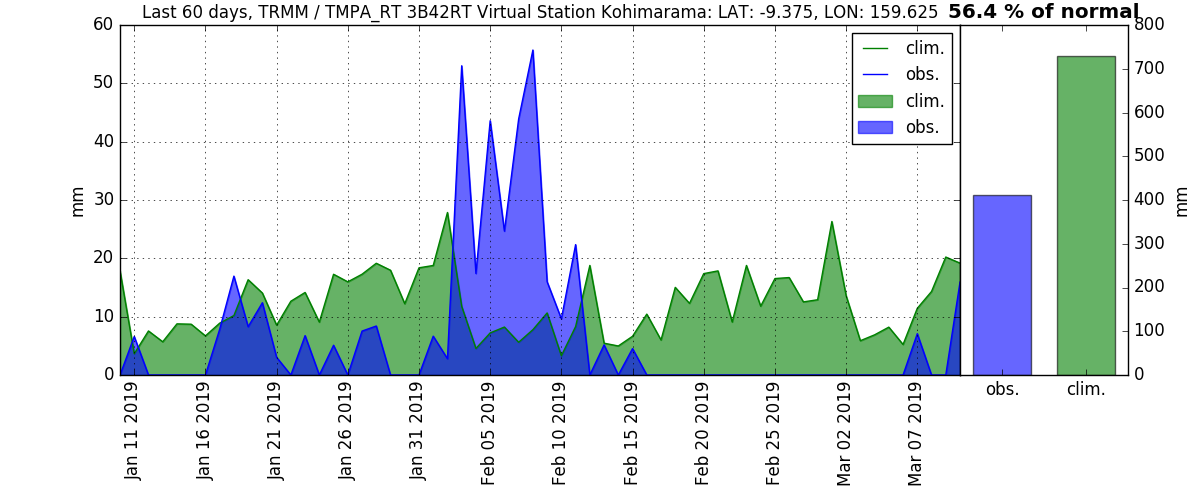 Last 60 days, TRMM / TMPA_RT 3B42RT Virtual Station Kohimarama: LAT: -9.375, LON: 159.625 56.4 % of normal
60
50
40
30
20
10
0
mm
clim.
obs.
clim.
obs.
Jan 11 2019
Jan 16 2019
Jan 21 2019
Jan 26 2019
Jan 31 2019
Feb 05 2019
Feb 10 2019
Feb 15 2019
Feb 20 2019
Feb 25 2019
Mar 02 2019
Mar 07 2019
800
700
600
500
400
300
200
100
0
mm
obs.
clim.